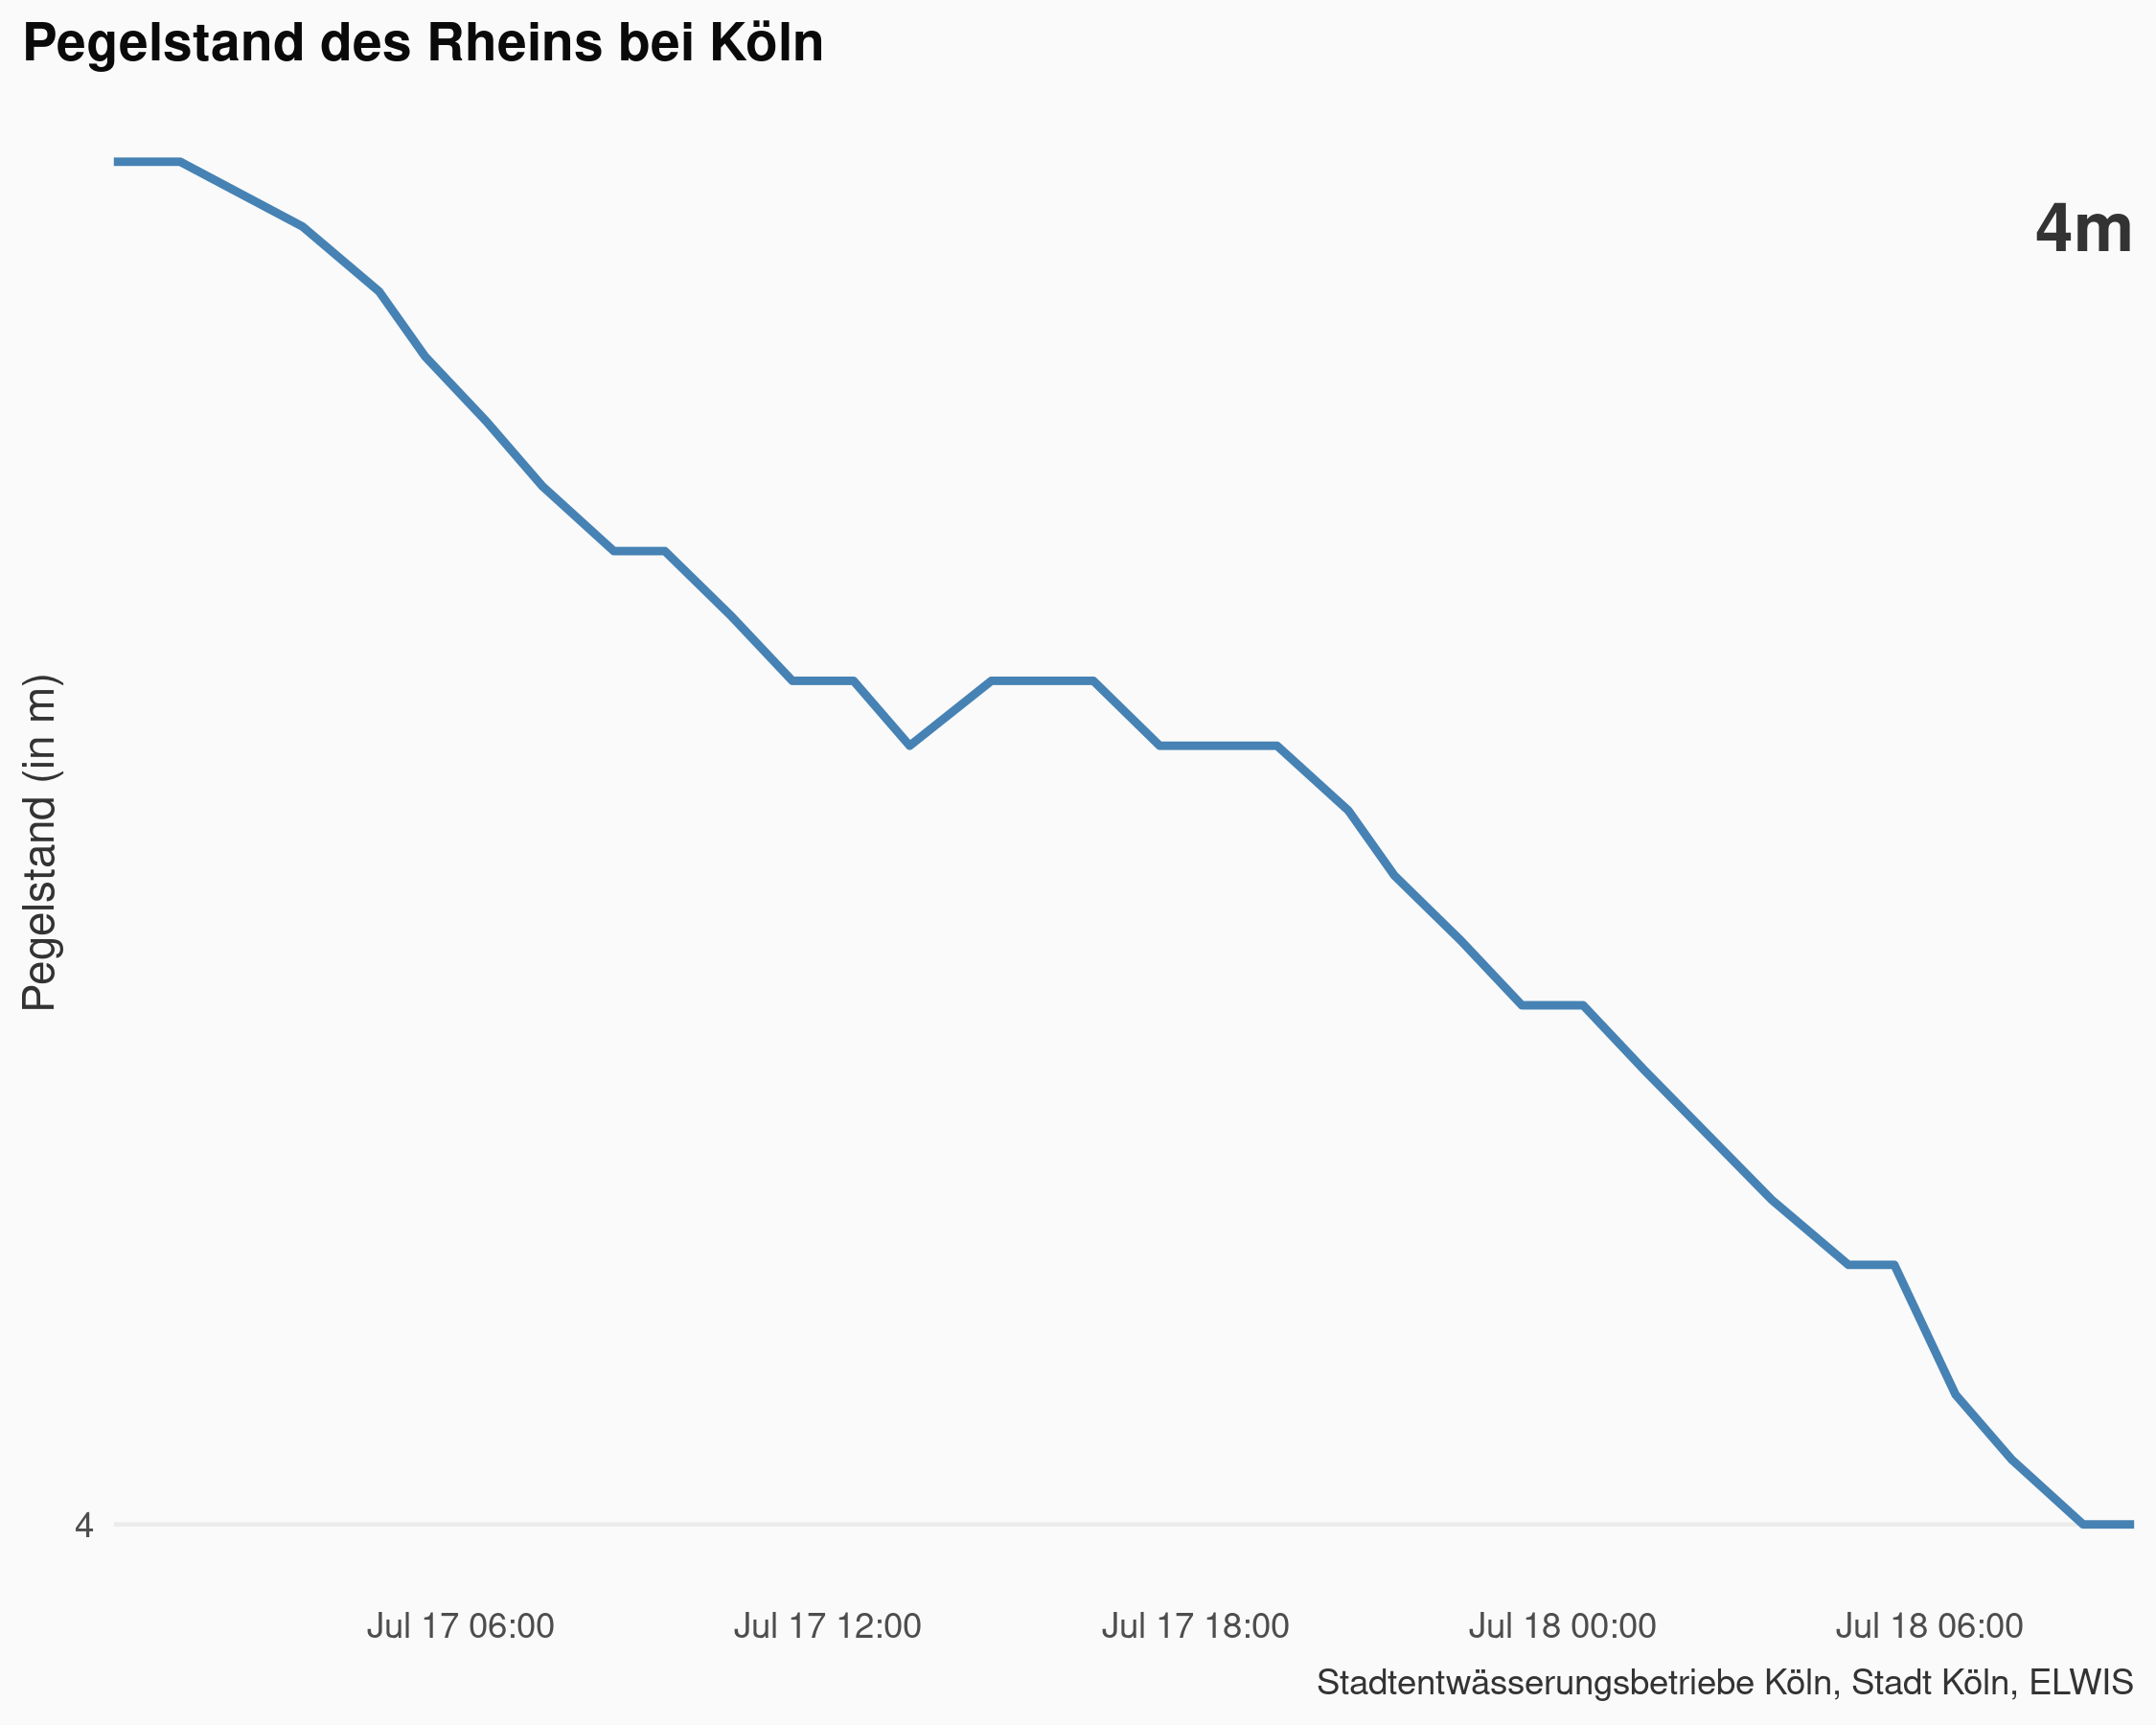 Pegelstand des Rheins bei Köln
4m
Pegelstand (in m)
4
Jul 17 06:00
Jul 17 12:00
Jul 17 18:00
Jul 18 00:00
Jul 18 06:00
Stadtentwässerungsbetriebe Köln, Stadt Köln, ELWIS